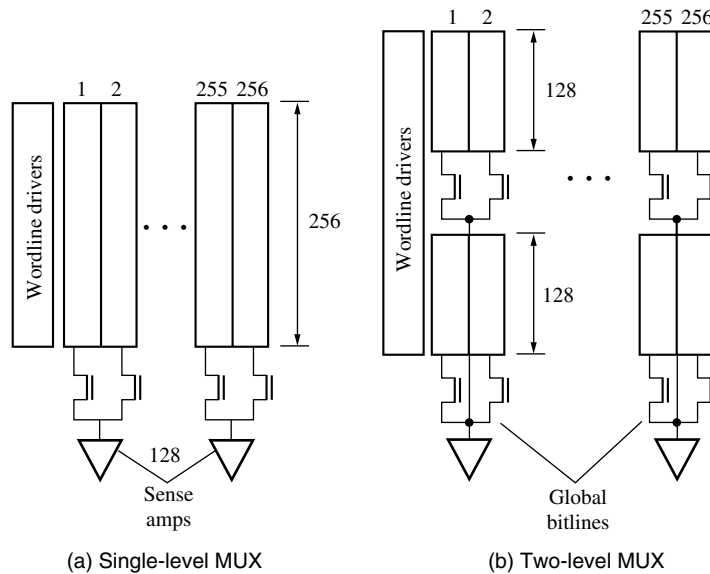 1 2 255 256
Wordline drivers
256
128
Sense
amps
(a) Single-level MUX
1 2 255 256
Wordline drivers
128
128
Global
bitlines
(b) Two-level MUX